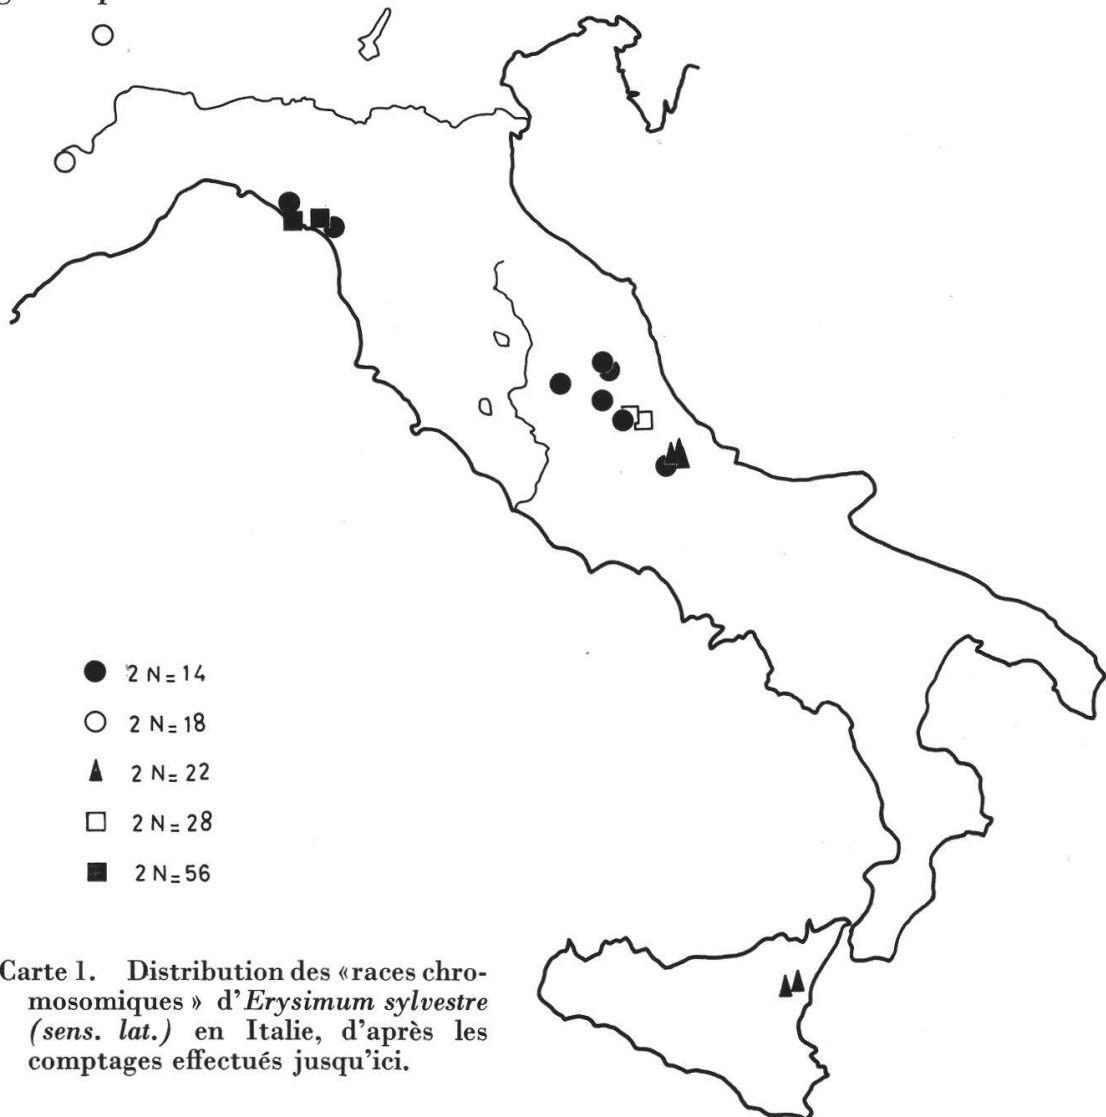 2 N = 14
2 N = 18
2 N = 22
2 N = 28
2 N = 56
Carte 1. Distribution des «races chro-
mosomiques » d'Erysimum sylvestre
(sens. lat.) en Italie, d'après les
comptages effectués jusqu'ici.